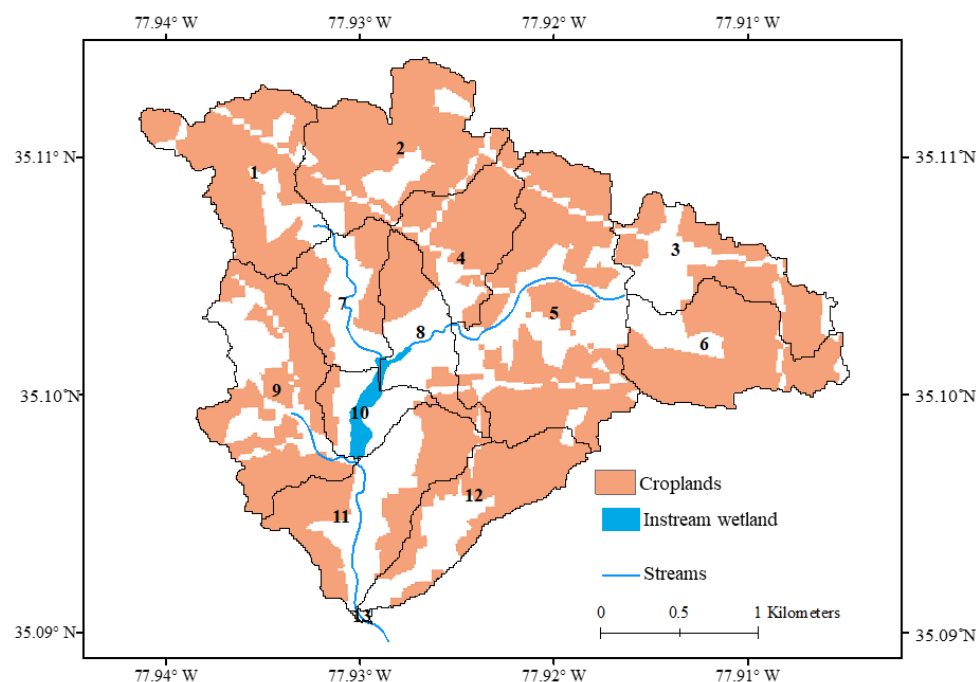 77.94° W 77.93° W 77.92° W 77.91° W
35.11° N 35.11° N
35.10° N 35.10° N
35.09° N 35.09° N
1
2
3
4
5
6
7
8
9
10
11
12
13
Croplands
Instream wetland
Streams
0 0.5 1 Kilometers
77.94° W 77.93° W 77.92° W 77.91° W